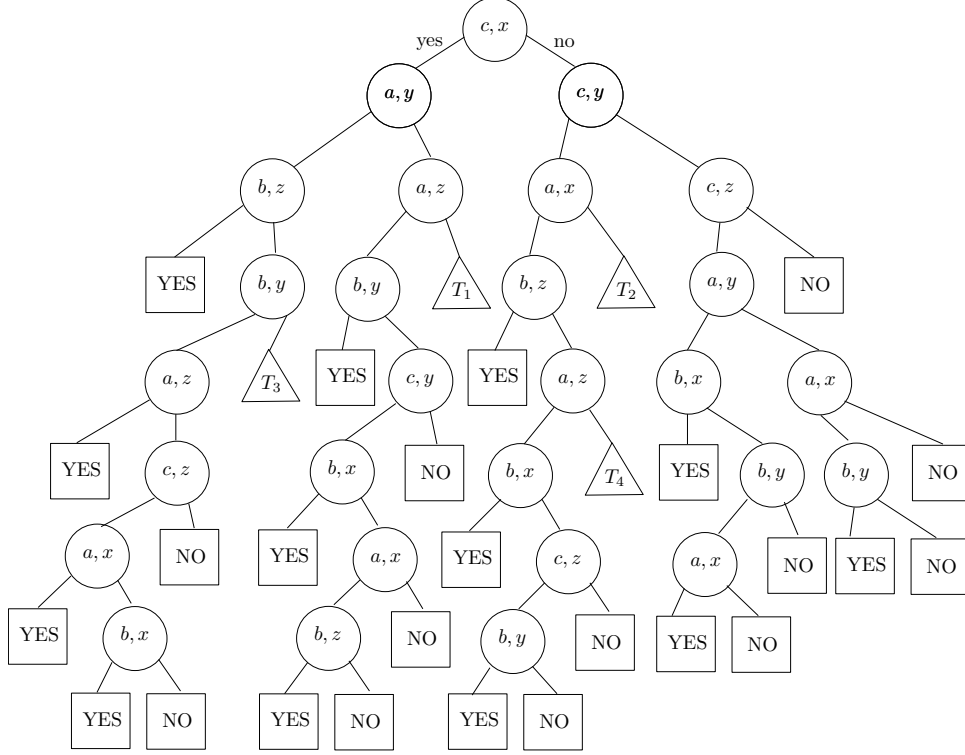 c, x
yes no
a, y c, y
b, z a, z a, x c, z
YES b, y b, y T1 b, z T2 a, y NO
a, z T3 YES c, y YES a, z b, x a, x
YES c, z b, x NO b, x T4 YES b, y b, y NO
a, x NO YES a, x YES c, z a, x NO YES NO
YES b, x b, z NO b, y NO YES NO
YES NO YES NO YES NO